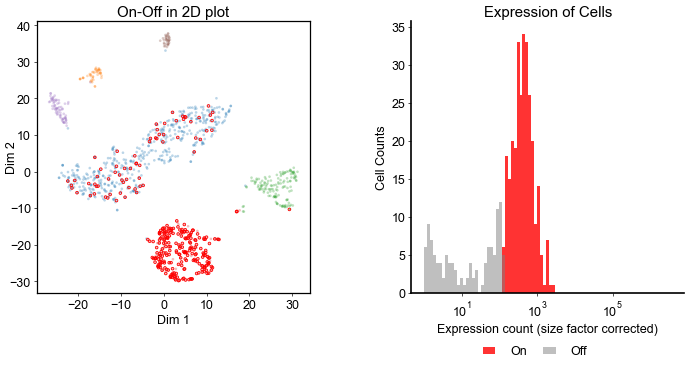 On-Off in 2D plot
40
30
20
10
0
−10
−20
−30
Dim 2
−20 −10 0 10 20 30
Dim 1
Expression of Cells
35
30
25
20
15
10
5
0
Cell Counts
10^1 10^3 10^5
Expression count (size factor corrected)
On Off